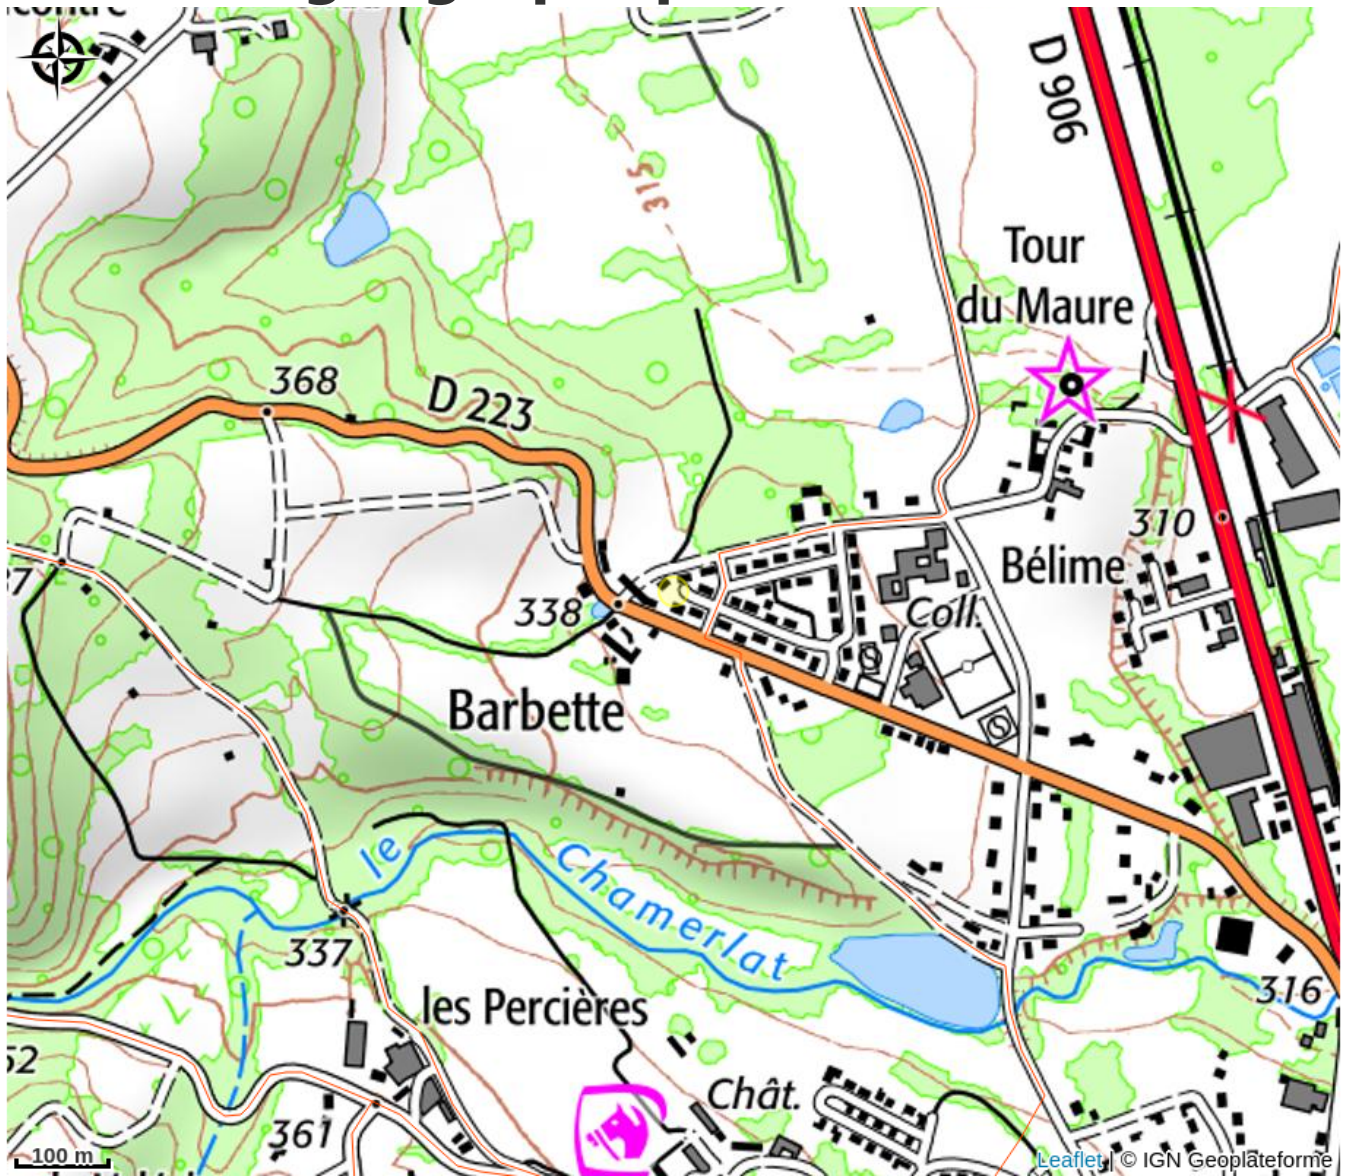 D 906
315
Tour
du Maure
368
D 223
310
Bélime
338
Coll.
Barbette
le Chamerlat
337
les Percières
316
Chât.
361
100 m
Leaflet | © IGN Geoplateforme